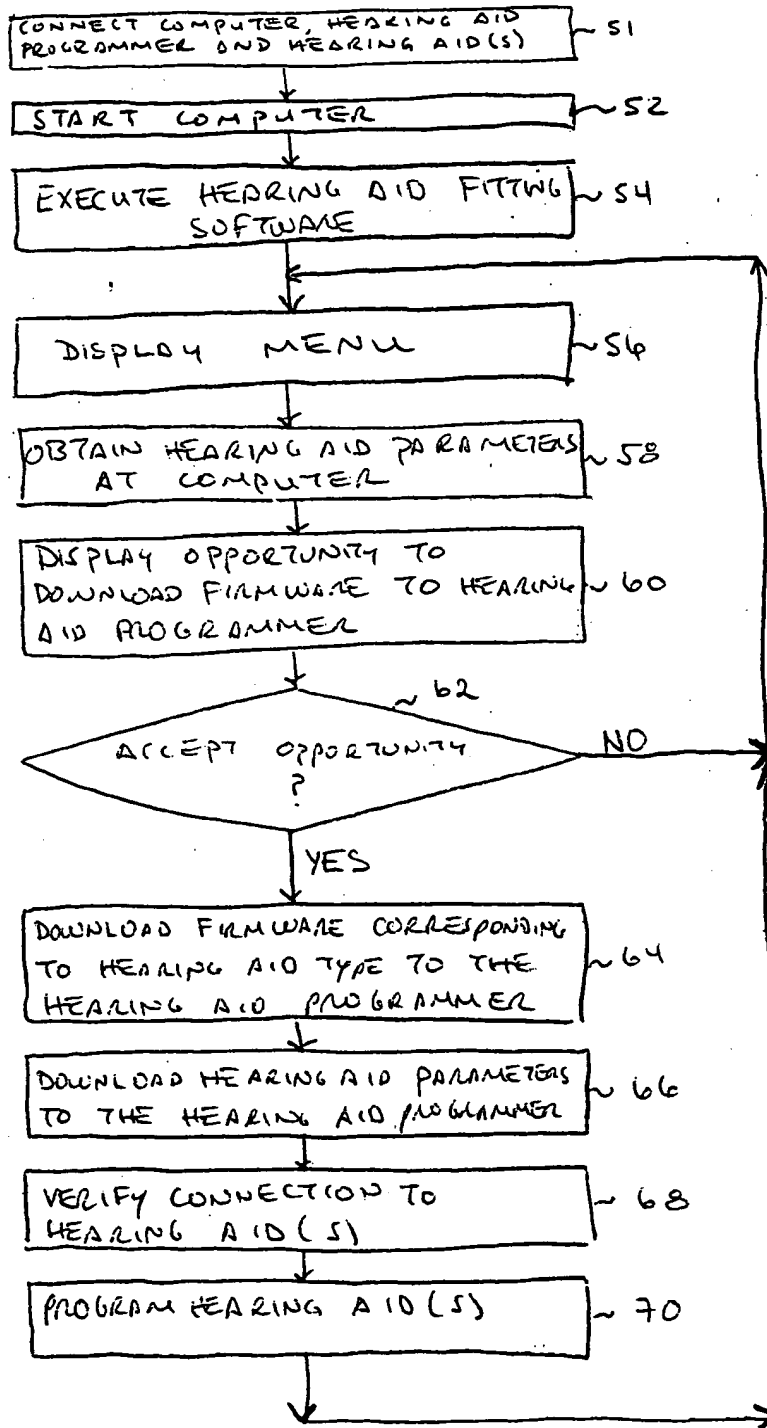 CONNECT COMPUTER, HEARING AID
PROGRAMMER AND HEARING AID(S)
~ 51
START COMPUTER
~ 52
EXECUTE HEARING AID FITTING
SOFTWARE
~ 54
DISPLAY MENU
~ 56
OBTAIN HEARING AID PARAMETERS
AT COMPUTER
~ 58
DISPLAY OPPORTUNITY TO
DOWNLOAD FIRMWARE TO HEARING
AID PROGRAMMER
~ 60
~ 62
ACCEPT OPPORTUNITY
?
NO
YES
DOWNLOAD FIRMWARE CORRESPONDING
TO HEARING AID TYPE TO THE
HEARING AID PROGRAMMER
~ 64
DOWNLOAD HEARING AID PARAMETERS
TO THE HEARING AID PROGRAMMER
~ 66
VERIFY CONNECTION TO
HEARING AID(S)
~ 68
PROGRAM HEARING AID(S)
~ 70